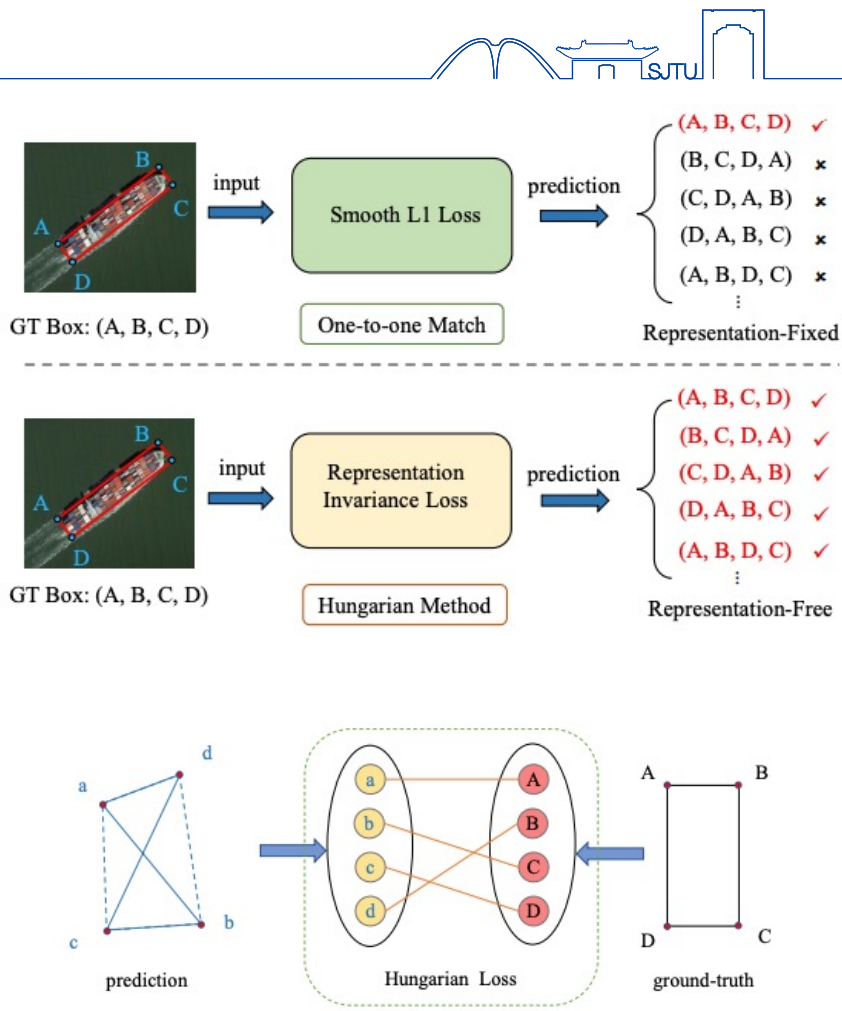 SJTU
B
A
C
D
GT Box: (A, B, C, D)
input
Smooth L1 Loss
One-to-one Match
prediction
(A, B, C, D) ✓
(B, C, D, A) ×
(C, D, A, B) ×
(D, A, B, C) ×
(A, B, D, C) ×
Representation-Fixed
B
A
C
D
GT Box: (A, B, C, D)
input
Representation
Invariance Loss
Hungarian Method
prediction
(A, B, C, D) ✓
(B, C, D, A) ✓
(C, D, A, B) ✓
(D, A, B, C) ✓
(A, B, D, C) ✓
Representation-Free
d
a
c
b
prediction
a A
b B
c C
d D
Hungarian Loss
A B
D C
ground-truth